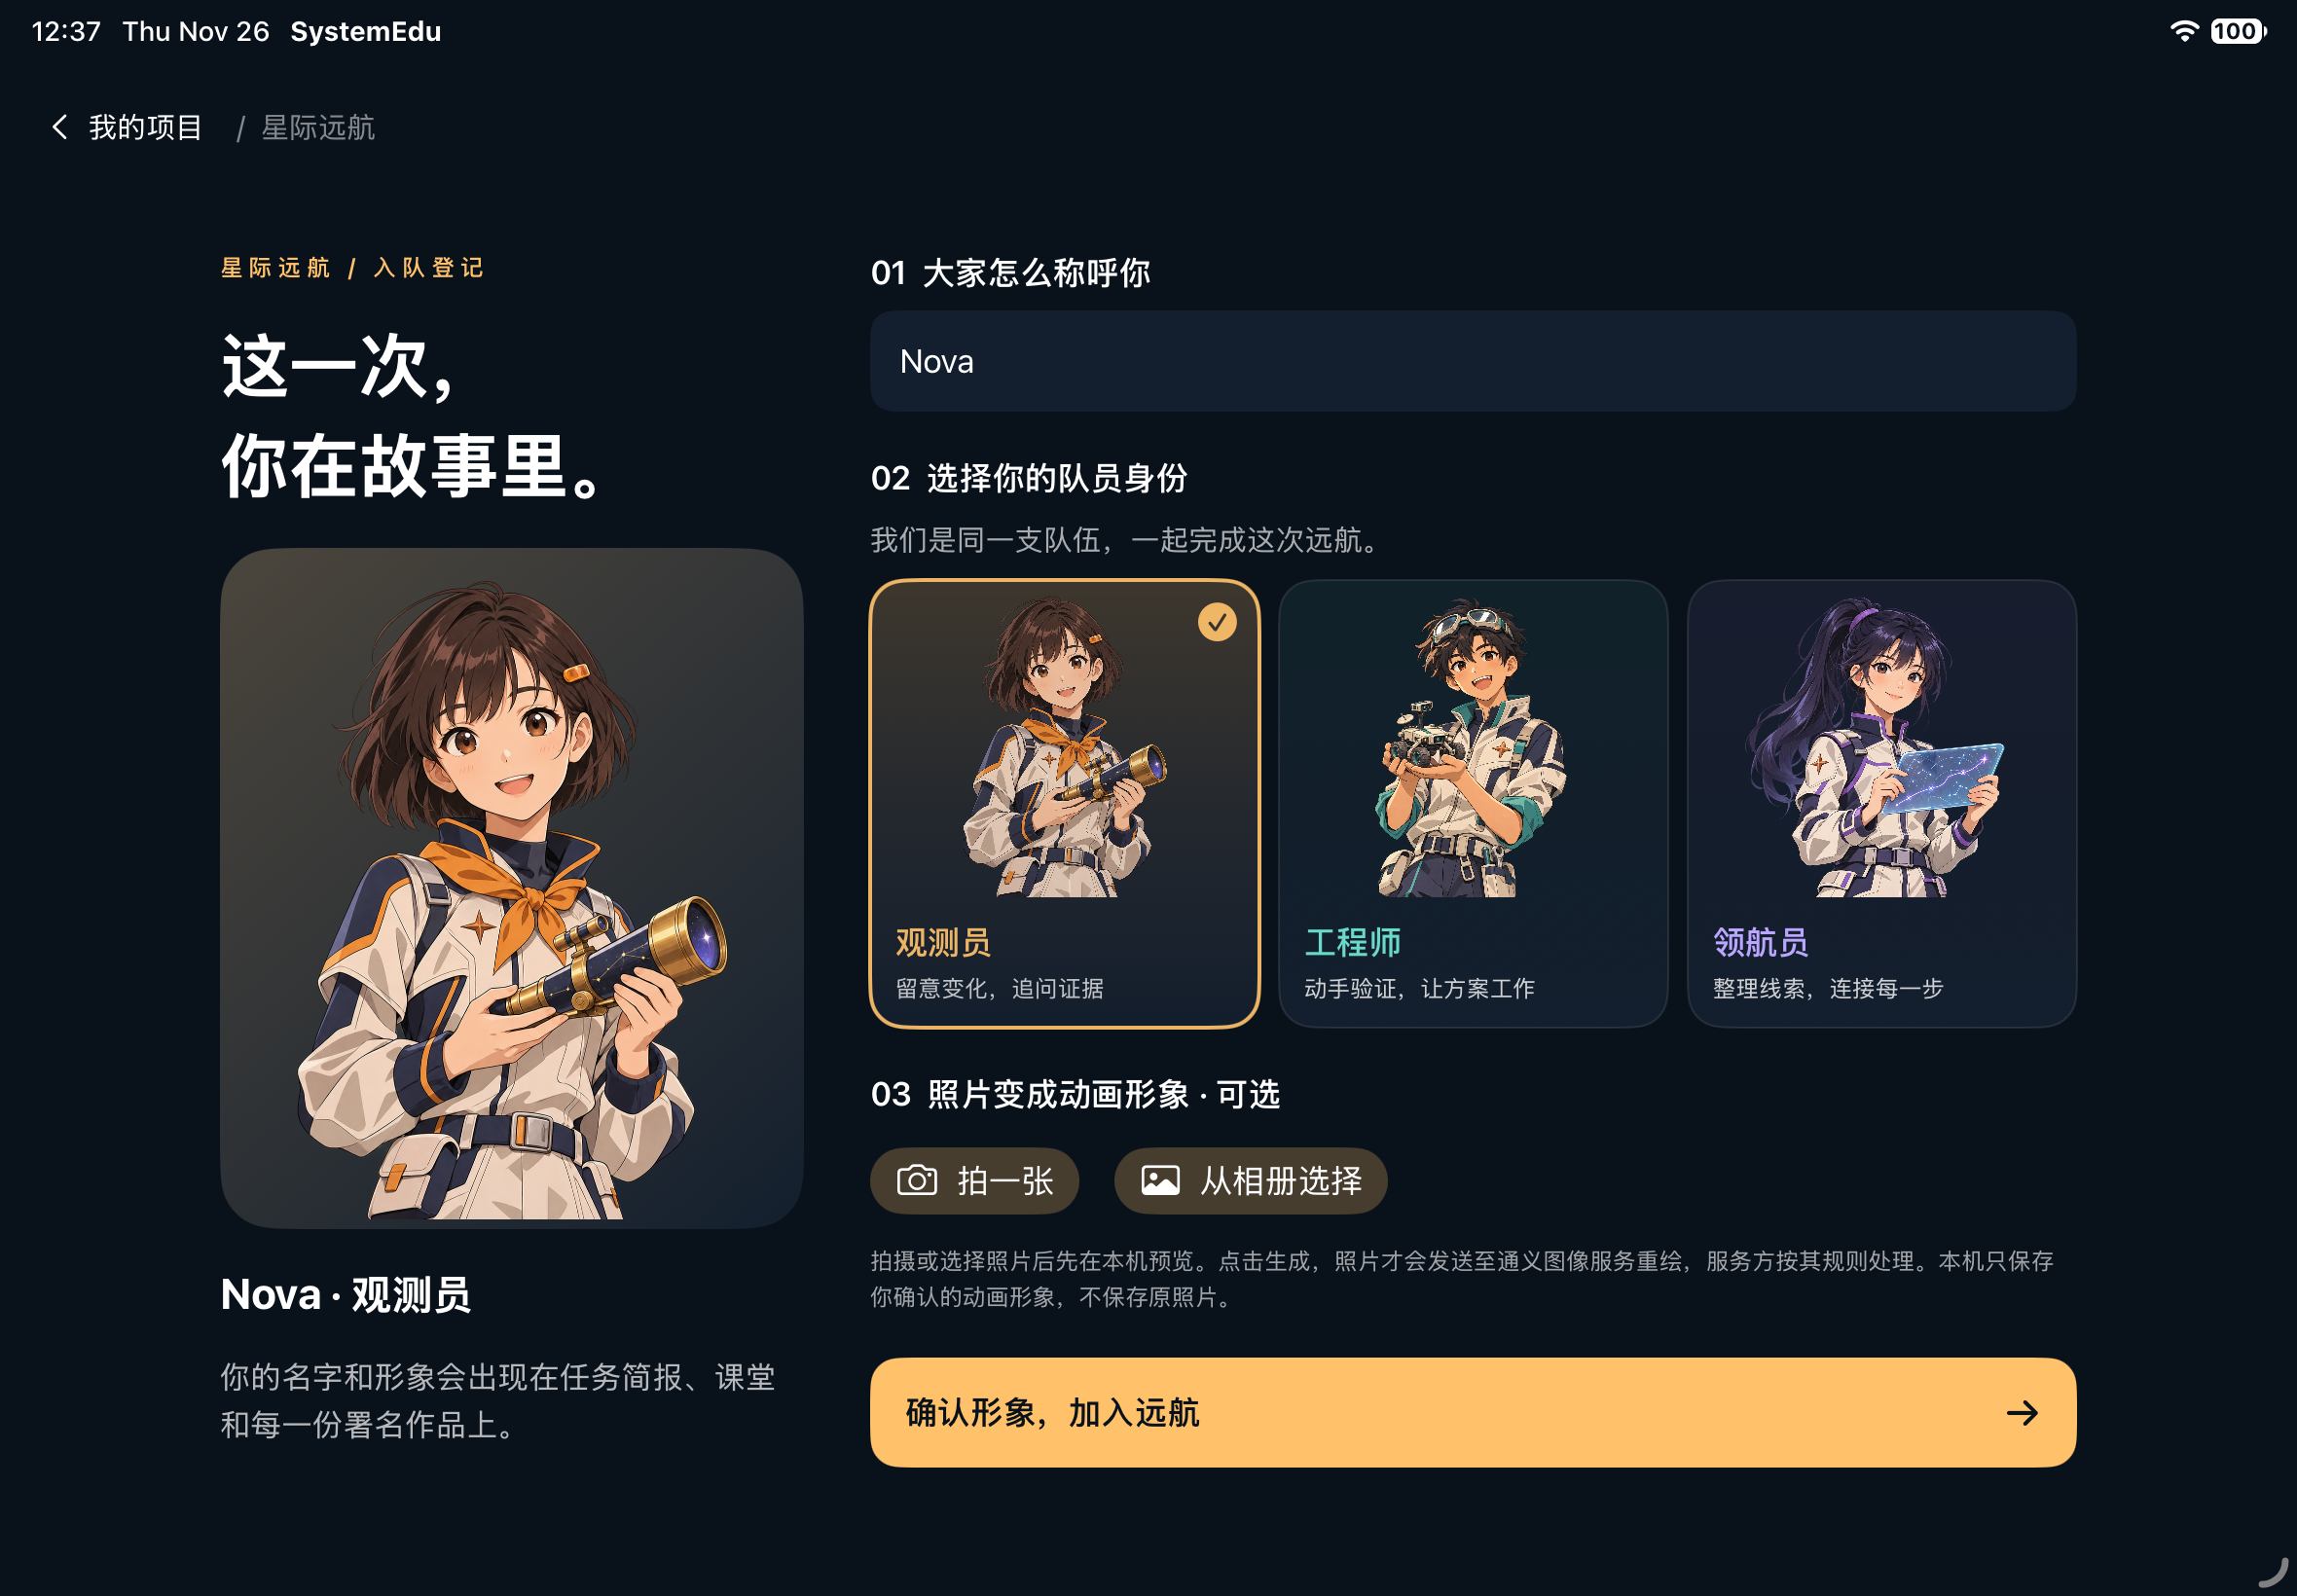 12:37 Thu Nov 26 SystemEdu 100
我的项目 / 星际远航
星际远航 / 入队登记
这一次，
你在故事里。
Nova · 观测员
你的名字和形象会出现在任务简报、课堂
和每一份署名作品上。
01 大家怎么称呼你
Nova
02 选择你的队员身份
我们是同一支队伍，一起完成这次远航。
观测员
留意变化，追问证据
工程师
动手验证，让方案工作
领航员
整理线索，连接每一步
03 照片变成动画形象 · 可选
拍一张
从相册选择
拍摄或选择照片后先在本机预览。点击生成，照片才会发送至通义图像服务重绘，服务方按其规则处理。本机只保存
你确认的动画形象，不保存原照片。
确认形象，加入远航